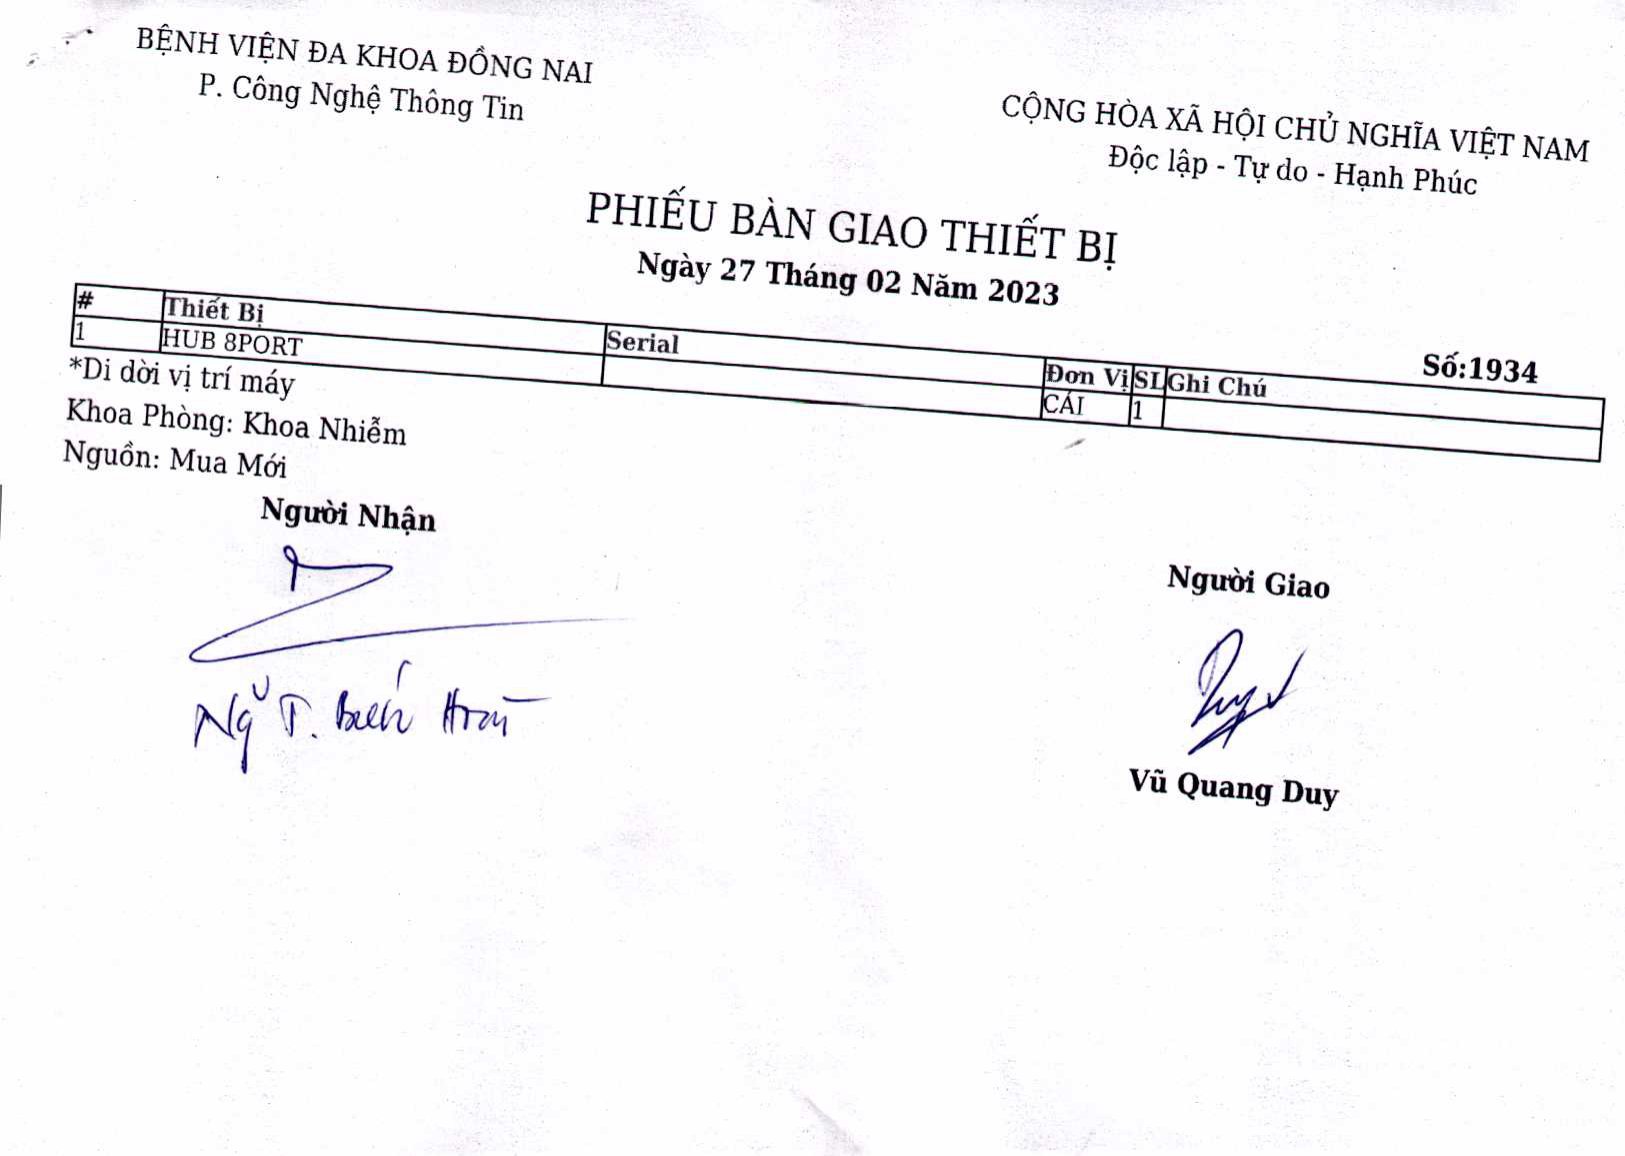 BỆNH VIỆN ĐA KHOA ĐỒNG NAI
P. Công Nghệ Thông Tin
CỘNG HÒA XÃ HỘI CHỦ NGHĨA VIỆT NAM
Độc lập - Tự do - Hạnh Phúc
PHIẾU BÀN GIAO THIẾT BỊ
Ngày 27 Tháng 02 Năm 2023
Số:1934
# Thiết Bị Serial Đơn Vị SL Ghi Chú
1 HUB 8PORT CÁI 1
*Di dời vị trí máy
Khoa Phòng: Khoa Nhiễm
Nguồn: Mua Mới
Người Nhận
Người Giao
T.
Vũ Quang Duy